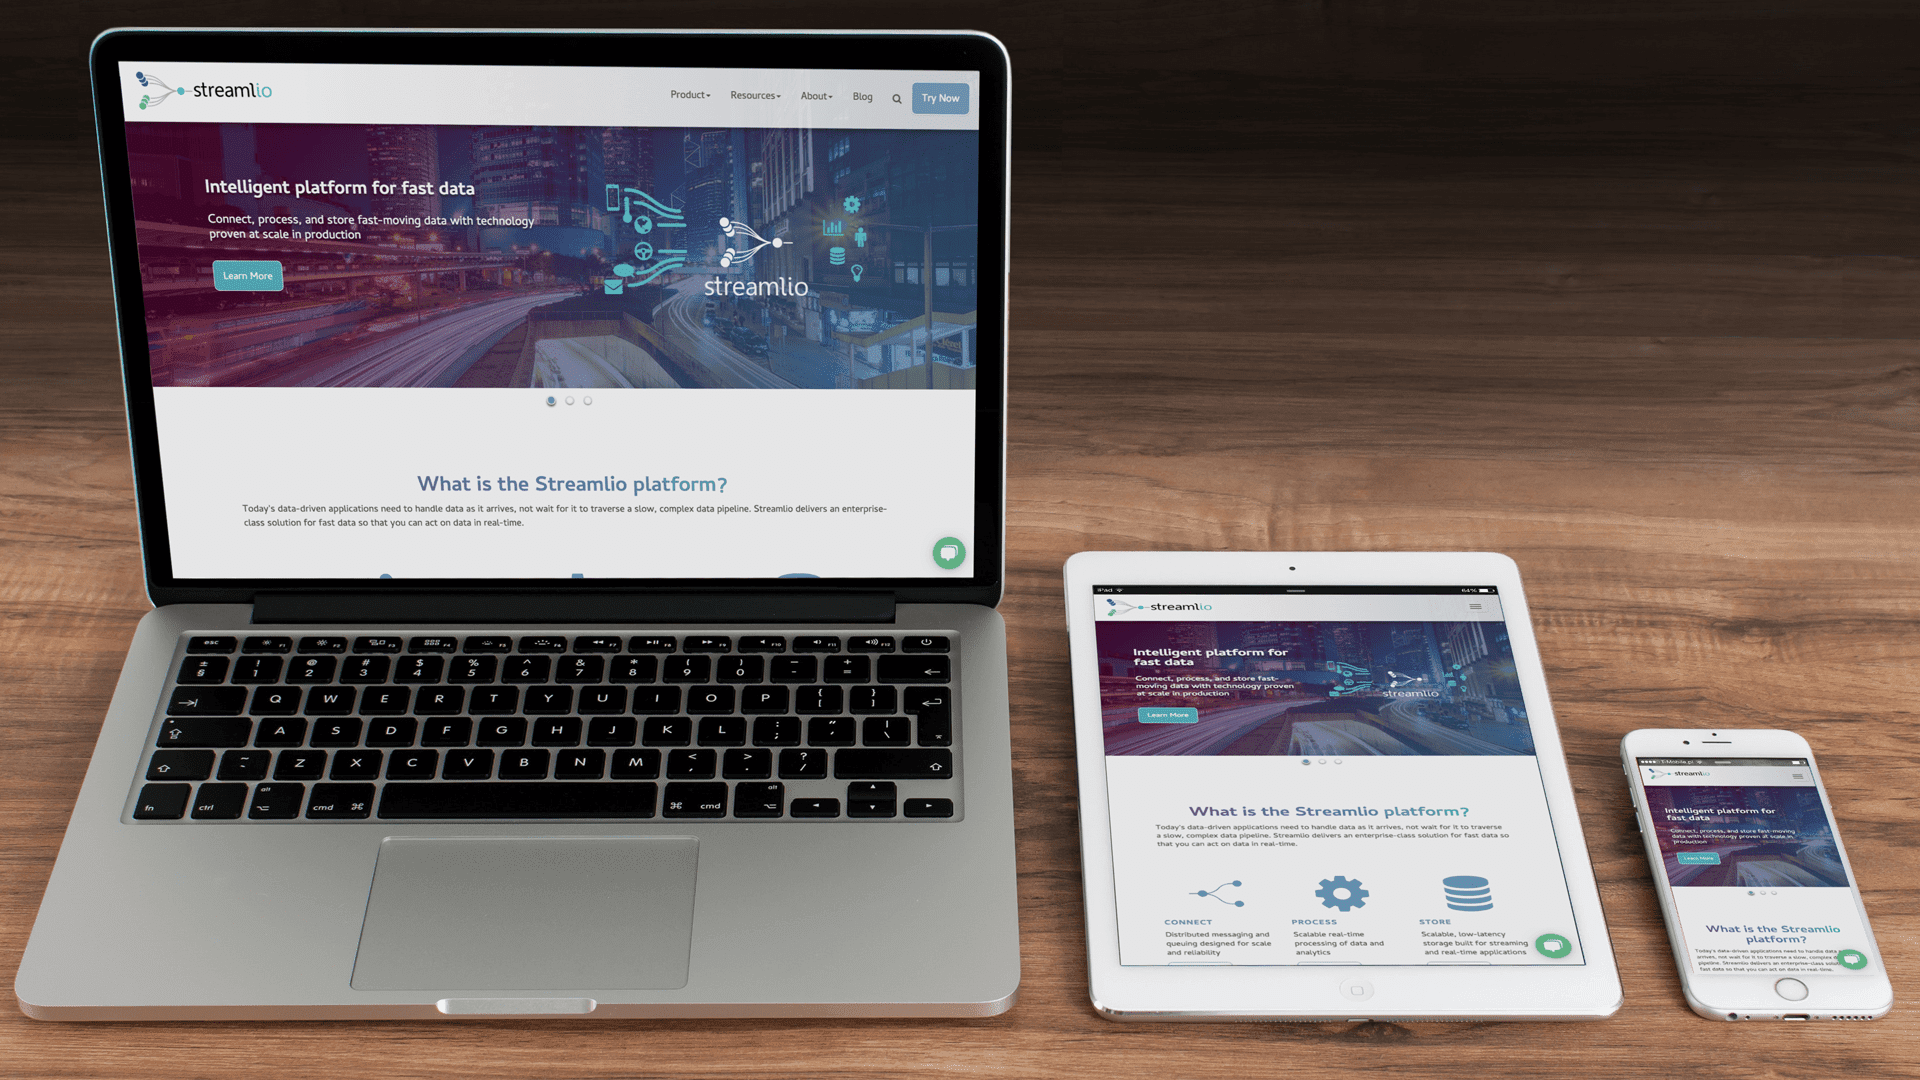 streamlio
Product
Resources
About
Blog
Try Now
Intelligent platform for fast data
Connect, process, and store fast-moving data with technology
proven at scale in production
Learn More
streamlio
What is the Streamlio platform?
Today's data-driven applications need to handle data as it arrives, not wait for it to traverse a slow, complex data pipeline. Streamlio delivers an enterprise-
class solution for fast data so that you can act on data in real-time.
esc F1 F2 F3 F4 F5 F6 F7 F8 F9 F10 F11 F12
± ! @ # $ % ^ & * ( ) _ +
§ 1 2 3 4 5 6 7 8 9 0 - =
Q W E R T Y U I O P { }
[ ]
A S D F G H J K L : " |
; ' \
~ Z X C V B N M < > ?
` , . /
fn ctrl alt cmd ⌘ ⌘ cmd alt
iPad
64%
streamlio
Intelligent platform for
fast data
Connect, process, and store fast-
moving data with technology proven
at scale in production
Learn More
streamlio
What is the Streamlio platform?
Today's data-driven applications need to handle data as it arrives, not wait for it to traverse
a slow, complex data pipeline. Streamlio delivers an enterprise-class solution for fast data so
that you can act on data in real-time.
CONNECT
Distributed messaging and
queuing designed for scale
and reliability
PROCESS
Scalable real-time
processing of data and
analytics
STORE
Scalable, low-latency
storage built for streaming
and real-time applications
T-Mobile.pl
streamlio
Intelligent platform for
fast data
Connect, process, and store fast-moving
data with technology proven at scale in
production
Learn More
What is the Streamlio
platform?
Today's data-driven applications need to handle data as it
arrives, not wait for it to traverse a slow, complex
pipeline. Streamlio delivers an enterprise-class
fast data so that you can act on data in real-time.